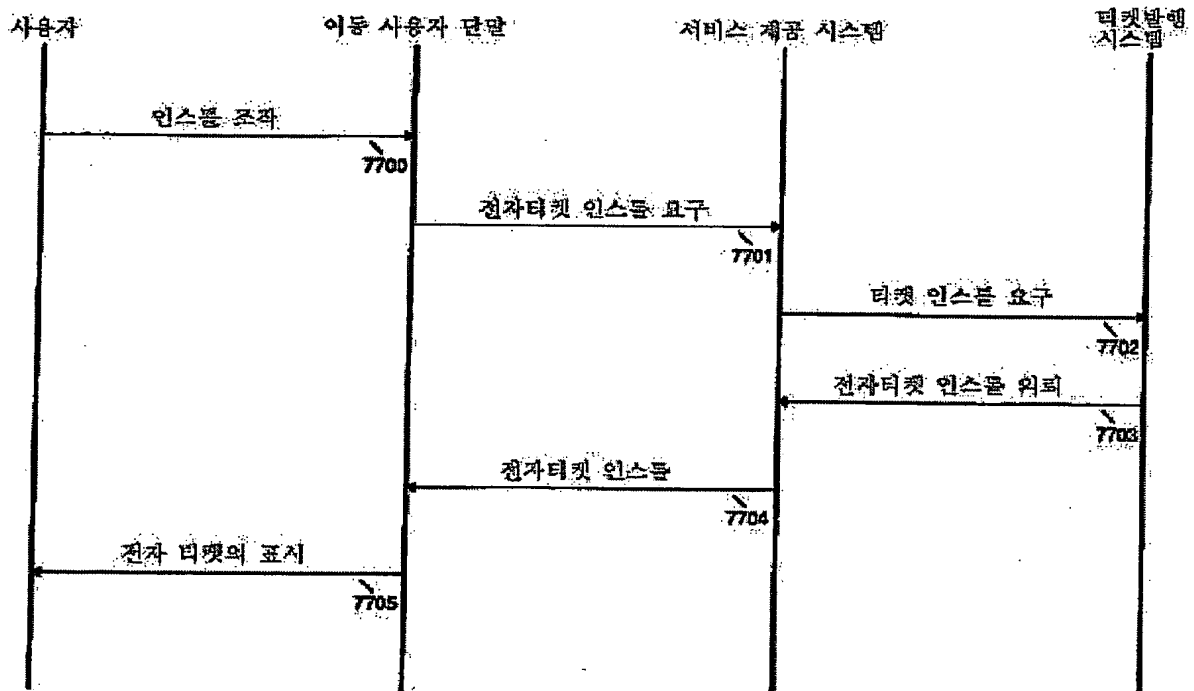 사용자
이동 사용자 단말
서비스 제공 시스템
티켓발행
시스템
인스톨 조작
7700
전자티켓 인스톨 요구
7701
티켓 인스톨 요구
7702
전자티켓 인스톨 의뢰
7703
전자티켓 인스톨
7704
전자 티켓의 표시
7705